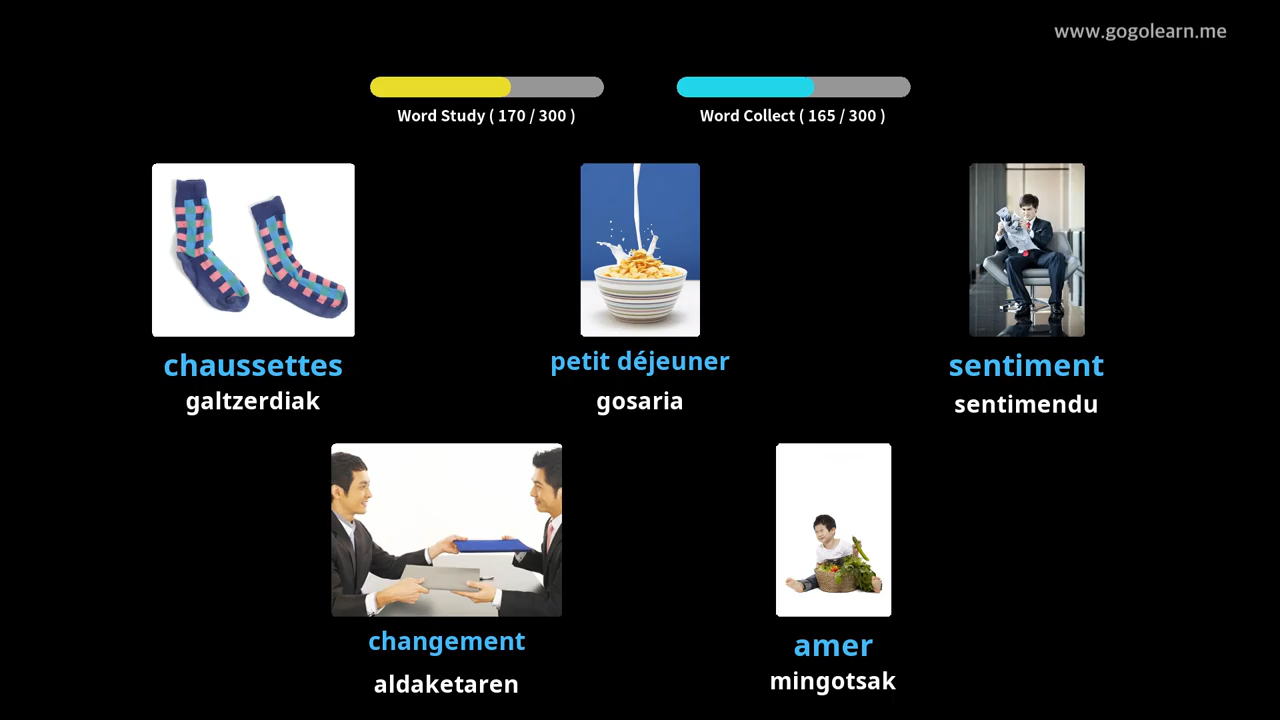 www.gogolearn.me
Word Study ( 170 / 300 )
Word Collect ( 165 / 300 )
chaussettes
galtzerdiak
petit déjeuner
gosaria
sentiment
sentimendu
changement
aldaketaren
amer
mingotsak